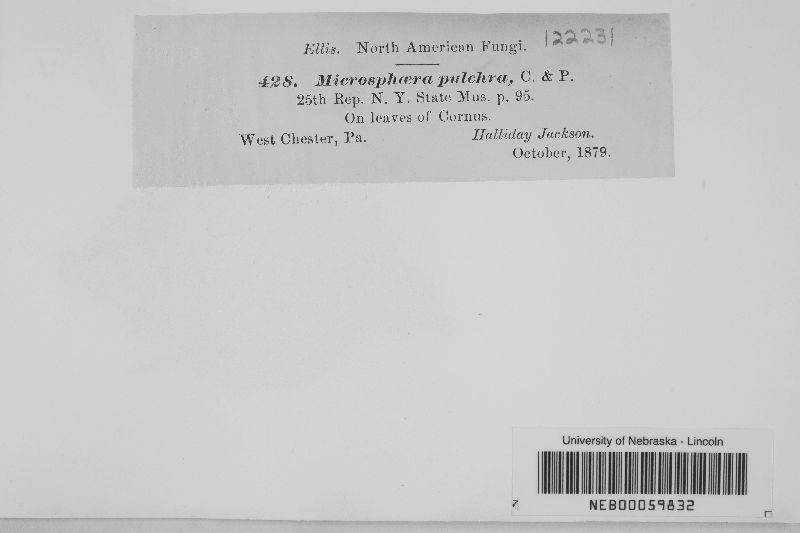 Ellis. North American Fungi. 122231
428. Microsphæra pulchra, C. & P.
25th Rep. N. Y. State Mus. p. 95.
On leaves of Cornus.
West Chester, Pa. Halliday Jackson.
October, 1879.
University of Nebraska - Lincoln
NEB00059832